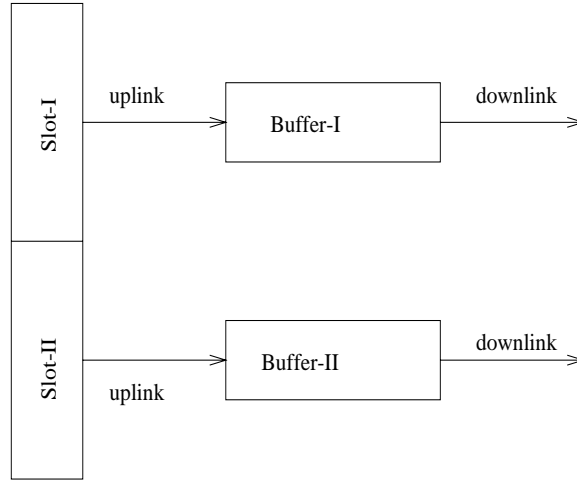 Slot-I
uplink
Buffer-I
downlink
Slot-II
uplink
Buffer-II
downlink